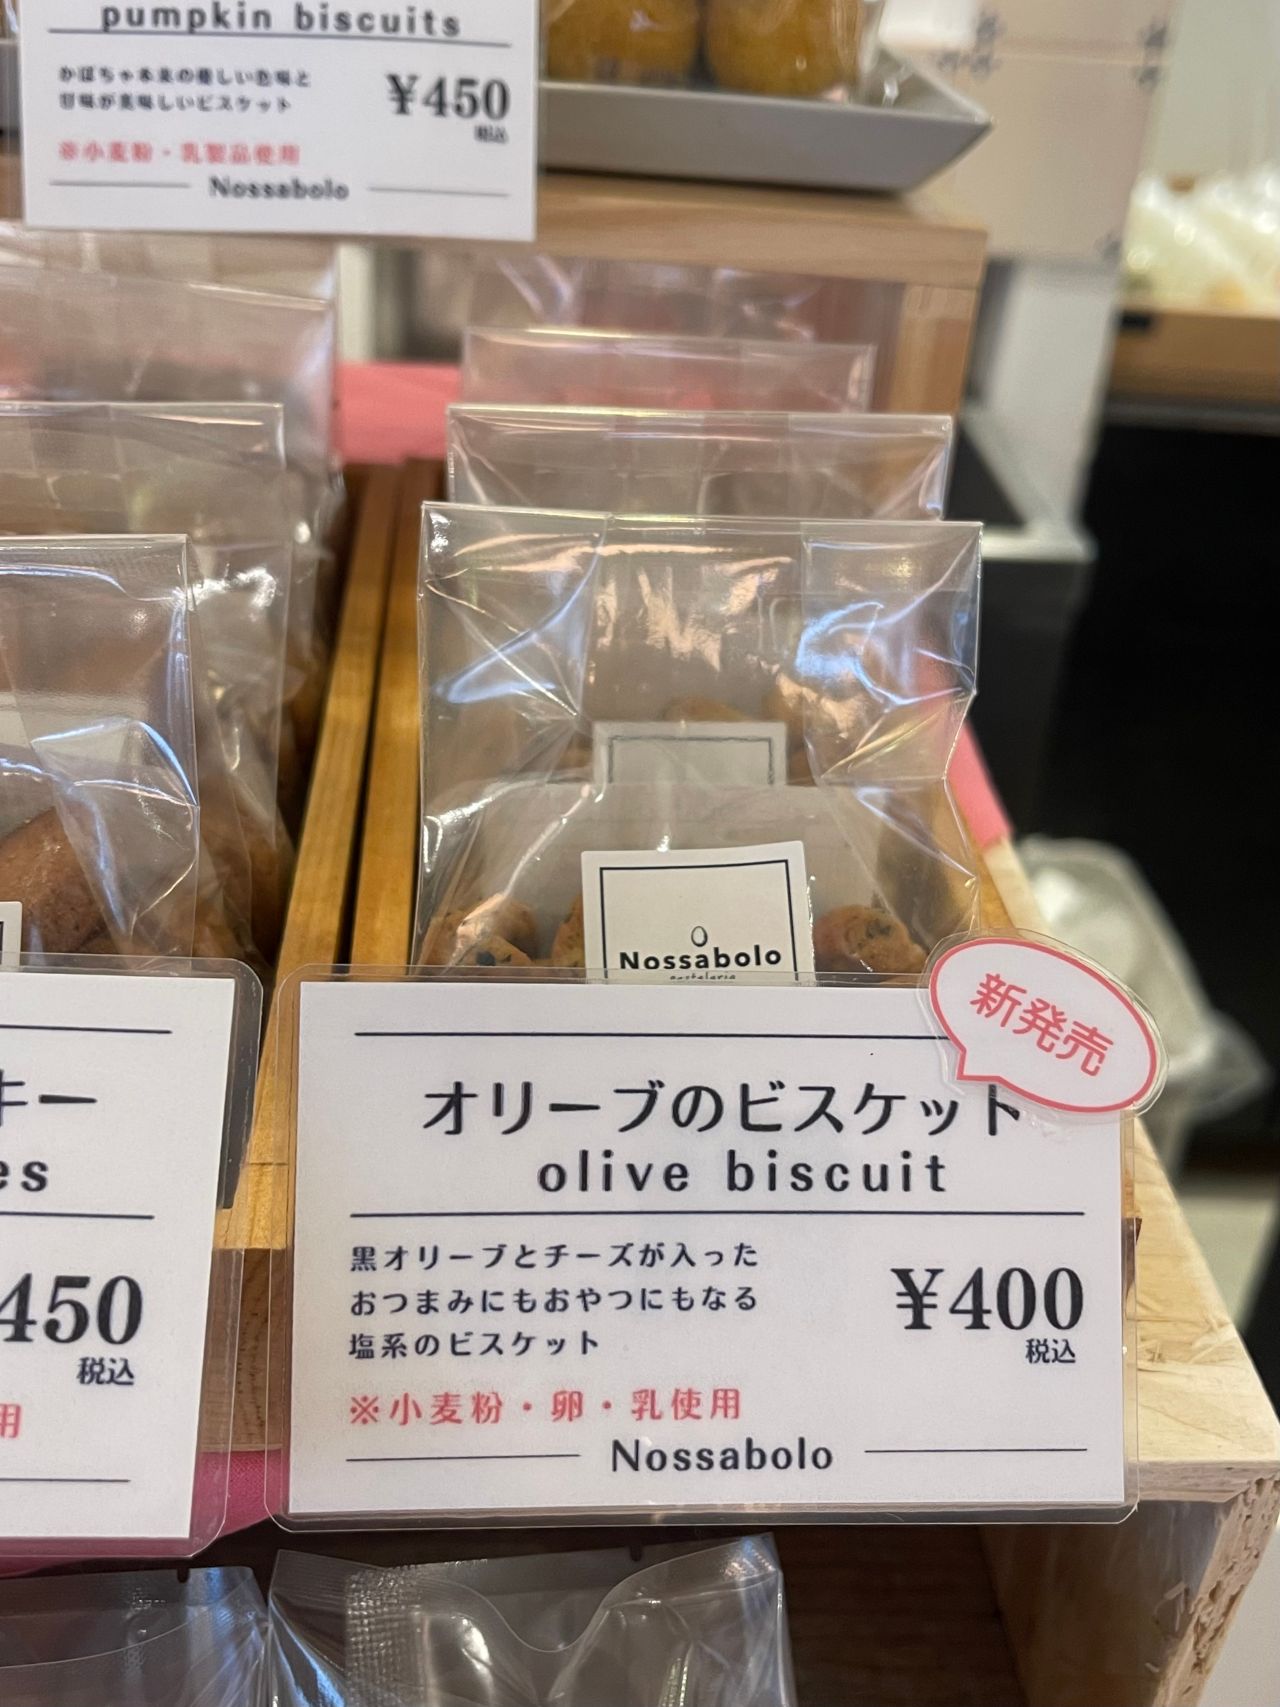 pumpkin biscuits
かぼちゃ本来の優しい色味と
甘味が美味しいビスケット
¥450
税込
※小麦粉・乳製品使用
Nossabolo
Nossabolo
pastelaria
新発売
オリーブのビスケット
olive biscuit
黒オリーブとチーズが入った
おつまみにもおやつにもなる
塩系のビスケット
¥400
税込
※小麦粉・卵・乳使用
Nossabolo
キー
es
450
税込
用